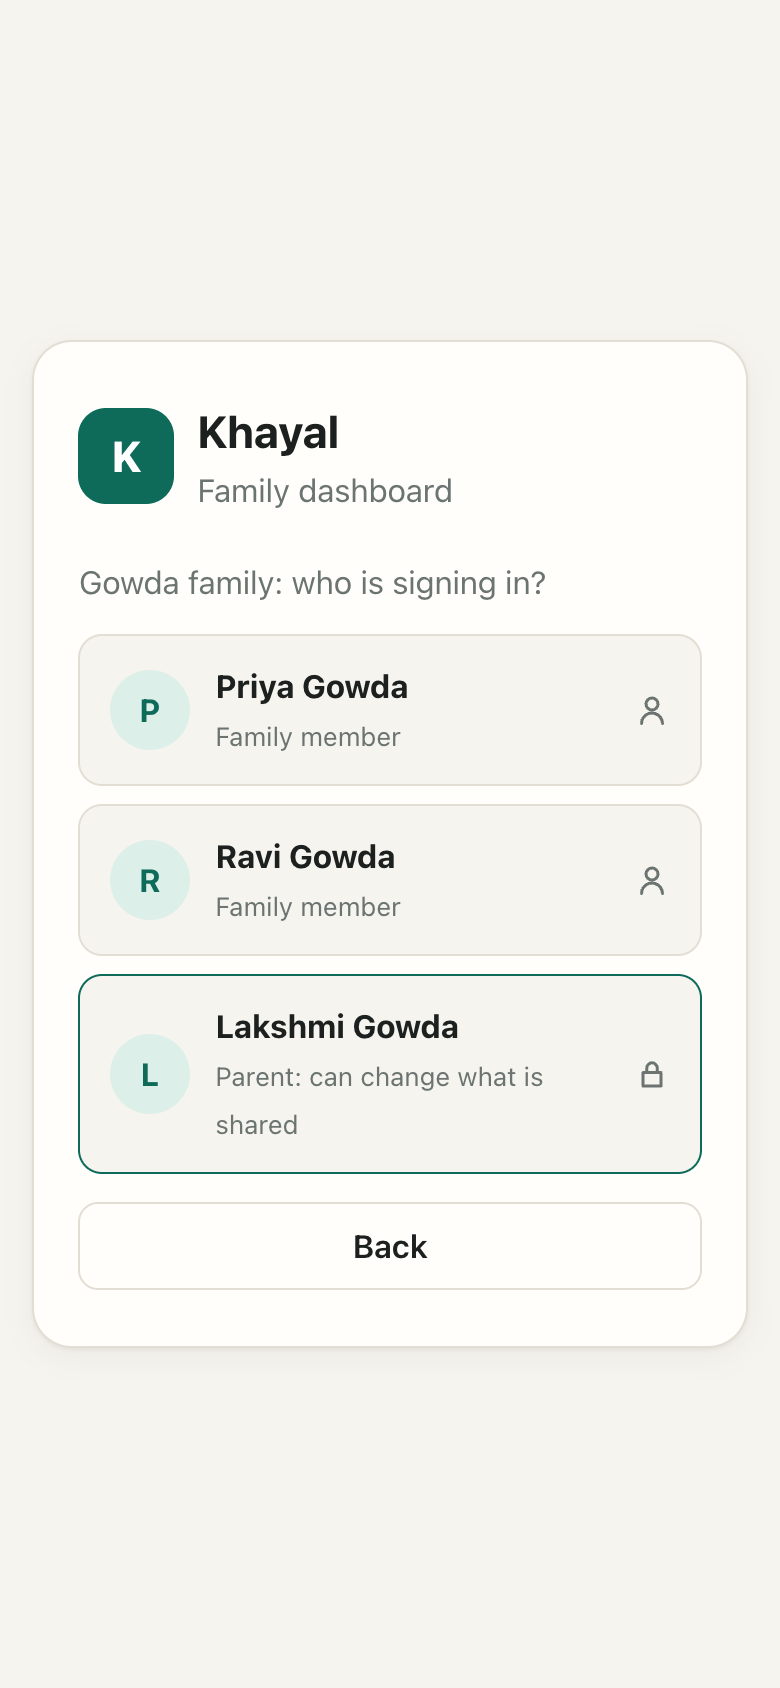 K
Khayal
Family dashboard
Gowda family: who is signing in?
P
Priya Gowda
Family member
R
Ravi Gowda
Family member
L
Lakshmi Gowda
Parent: can change what is
shared
Back